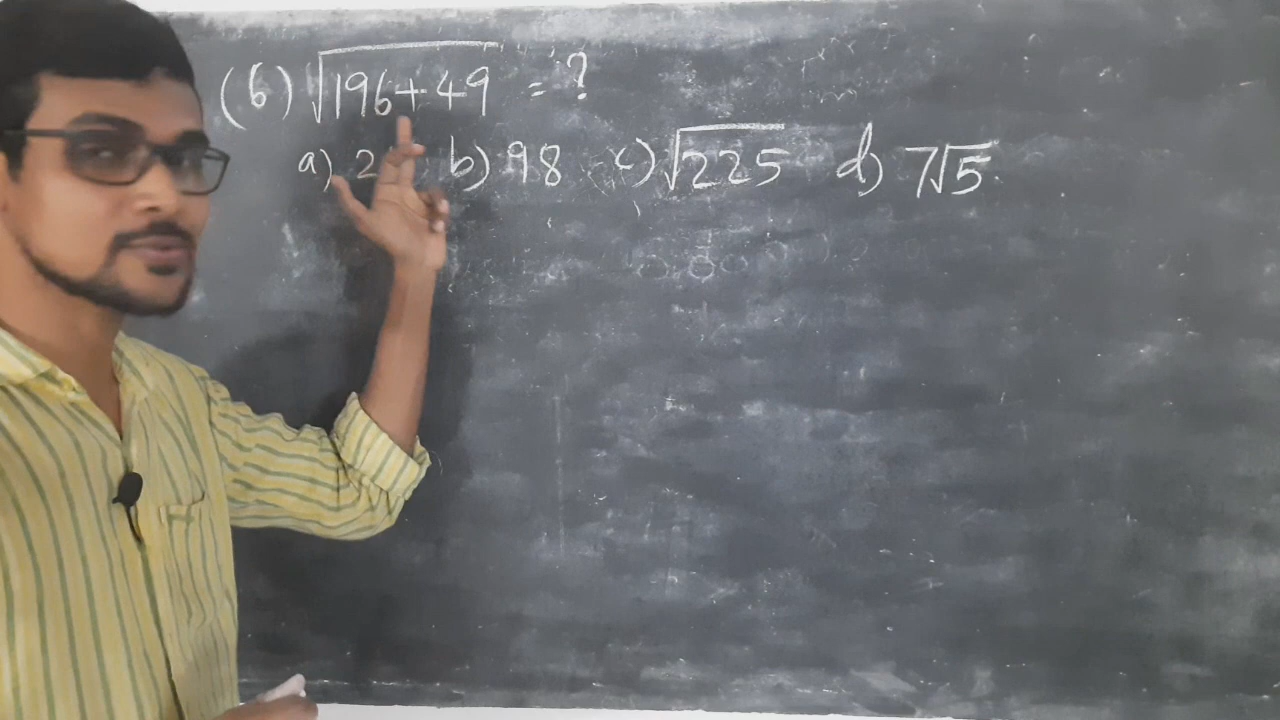 (6) √196+49 = ?
a) 2 b) 98 c) √225 d) 7√5